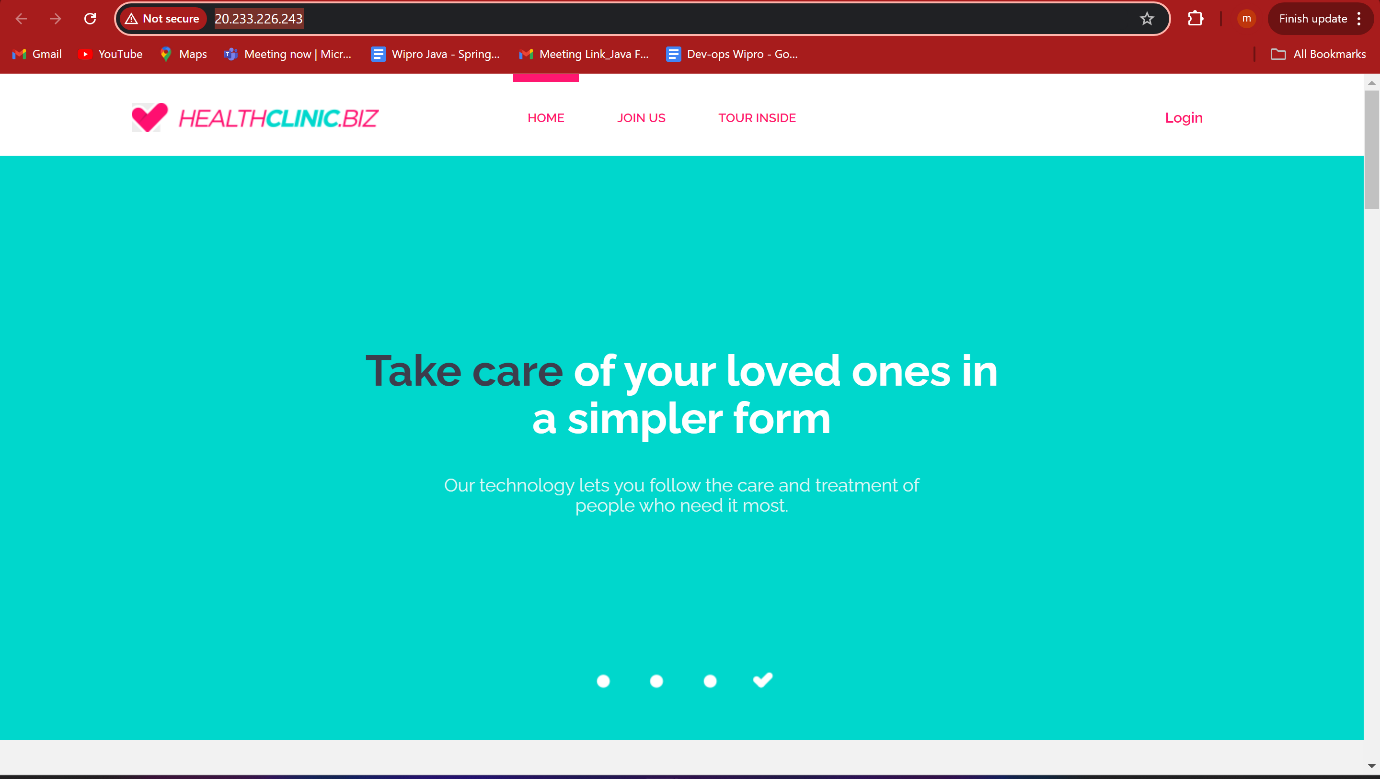 Not secure
20.233.226.243
m
Finish update
Gmail
YouTube
Maps
Meeting now | Micr...
Wipro Java - Spring...
Meeting Link_Java F...
Dev-ops Wipro - Go...
All Bookmarks
HEALTHCLINIC.BIZ
HOME
JOIN US
TOUR INSIDE
Login
Take care of your loved ones in
a simpler form
Our technology lets you follow the care and treatment of
people who need it most.